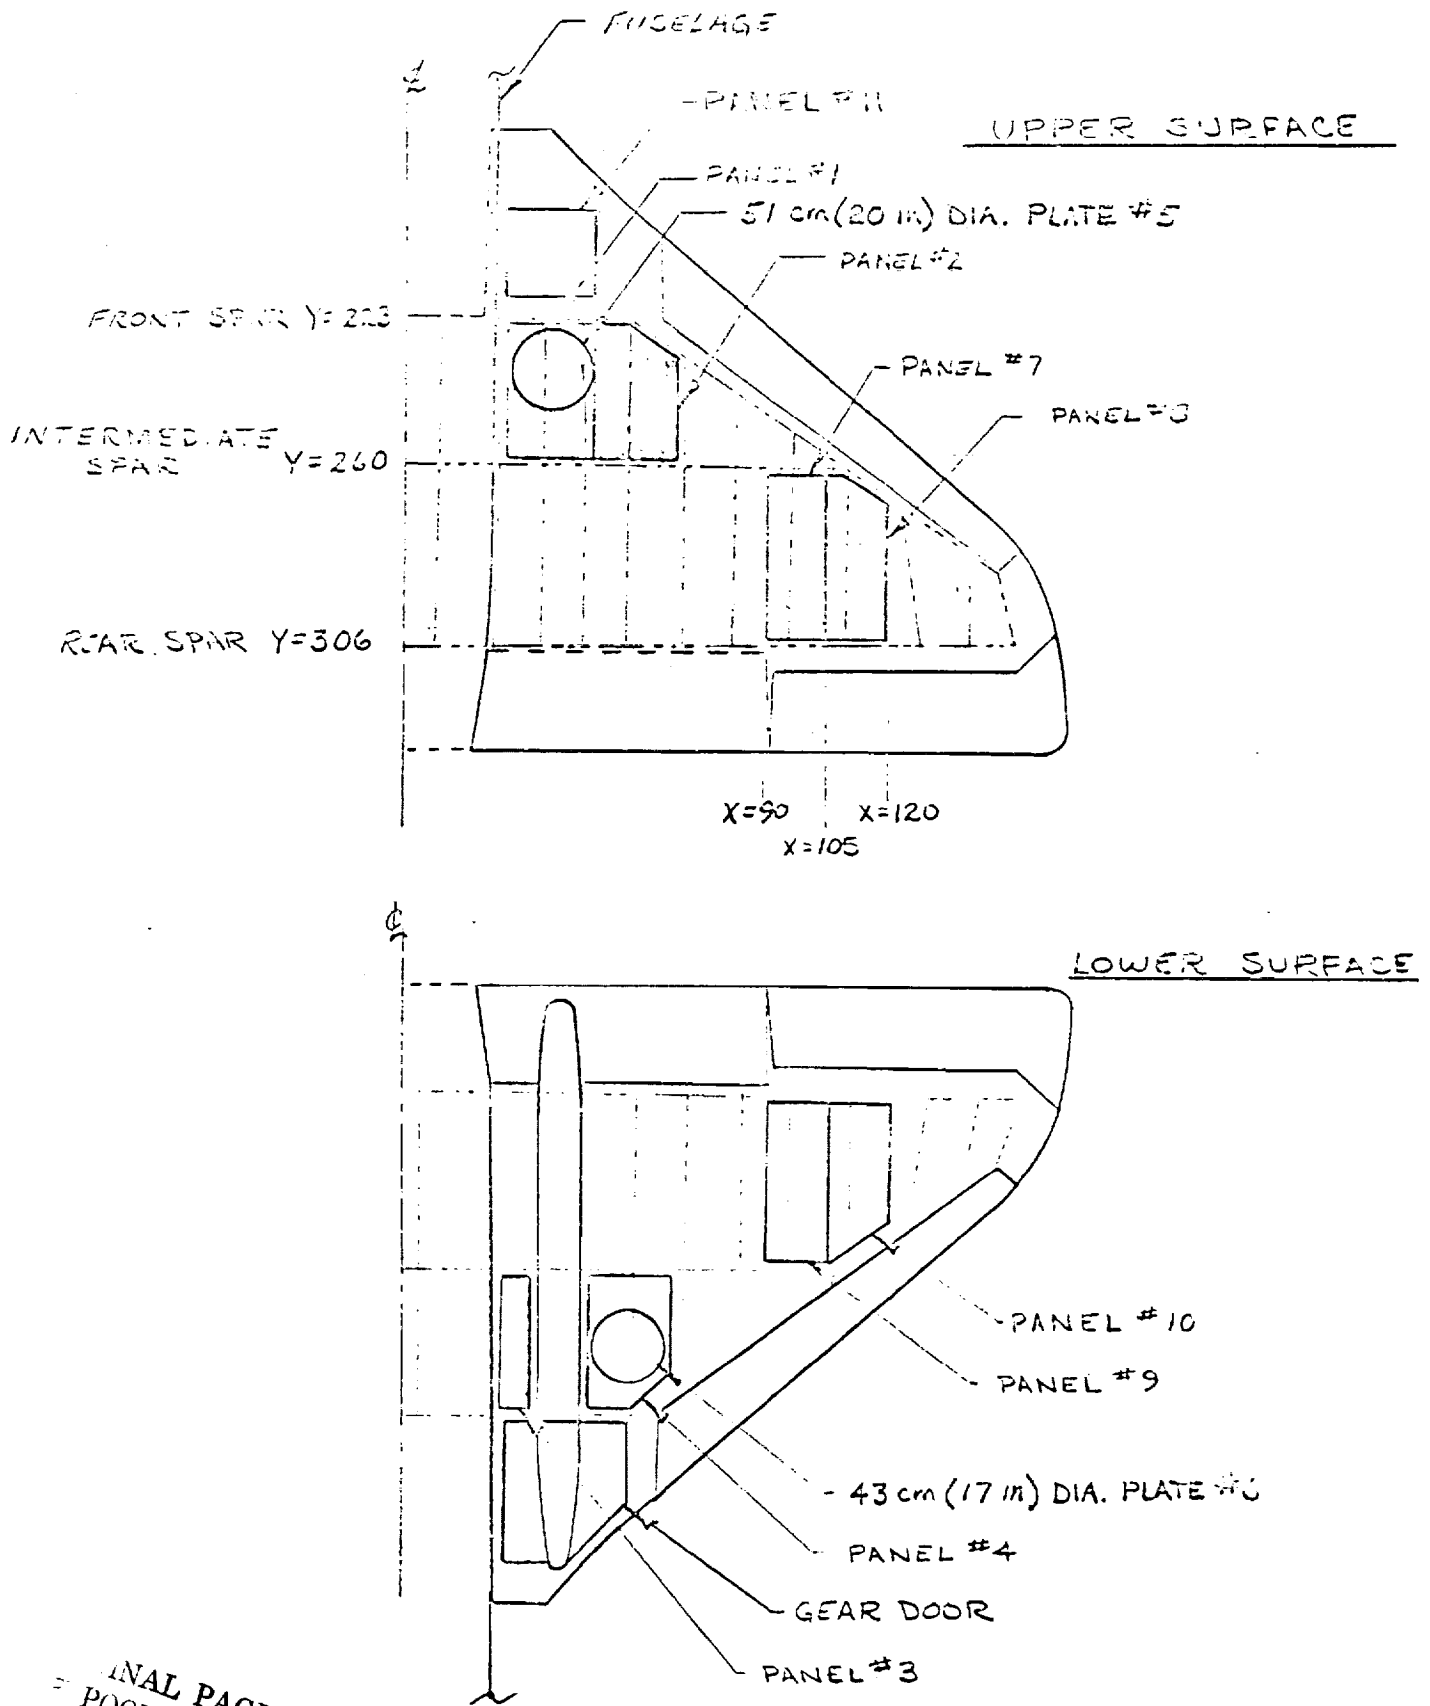 FUSELAGE
℄
PANEL #11
UPPER SURFACE
PANEL #1
51 cm (20 in) DIA. PLATE #5
PANEL #2
FRONT SPAR Y=223
PANEL #7
PANEL #8
INTERMEDIATE
SPAR Y=260
REAR SPAR Y=306
X=90 X=120
X=105
℄
LOWER SURFACE
PANEL #10
PANEL #9
43 cm (17 in) DIA. PLATE
PANEL #4
GEAR DOOR
PANEL #3